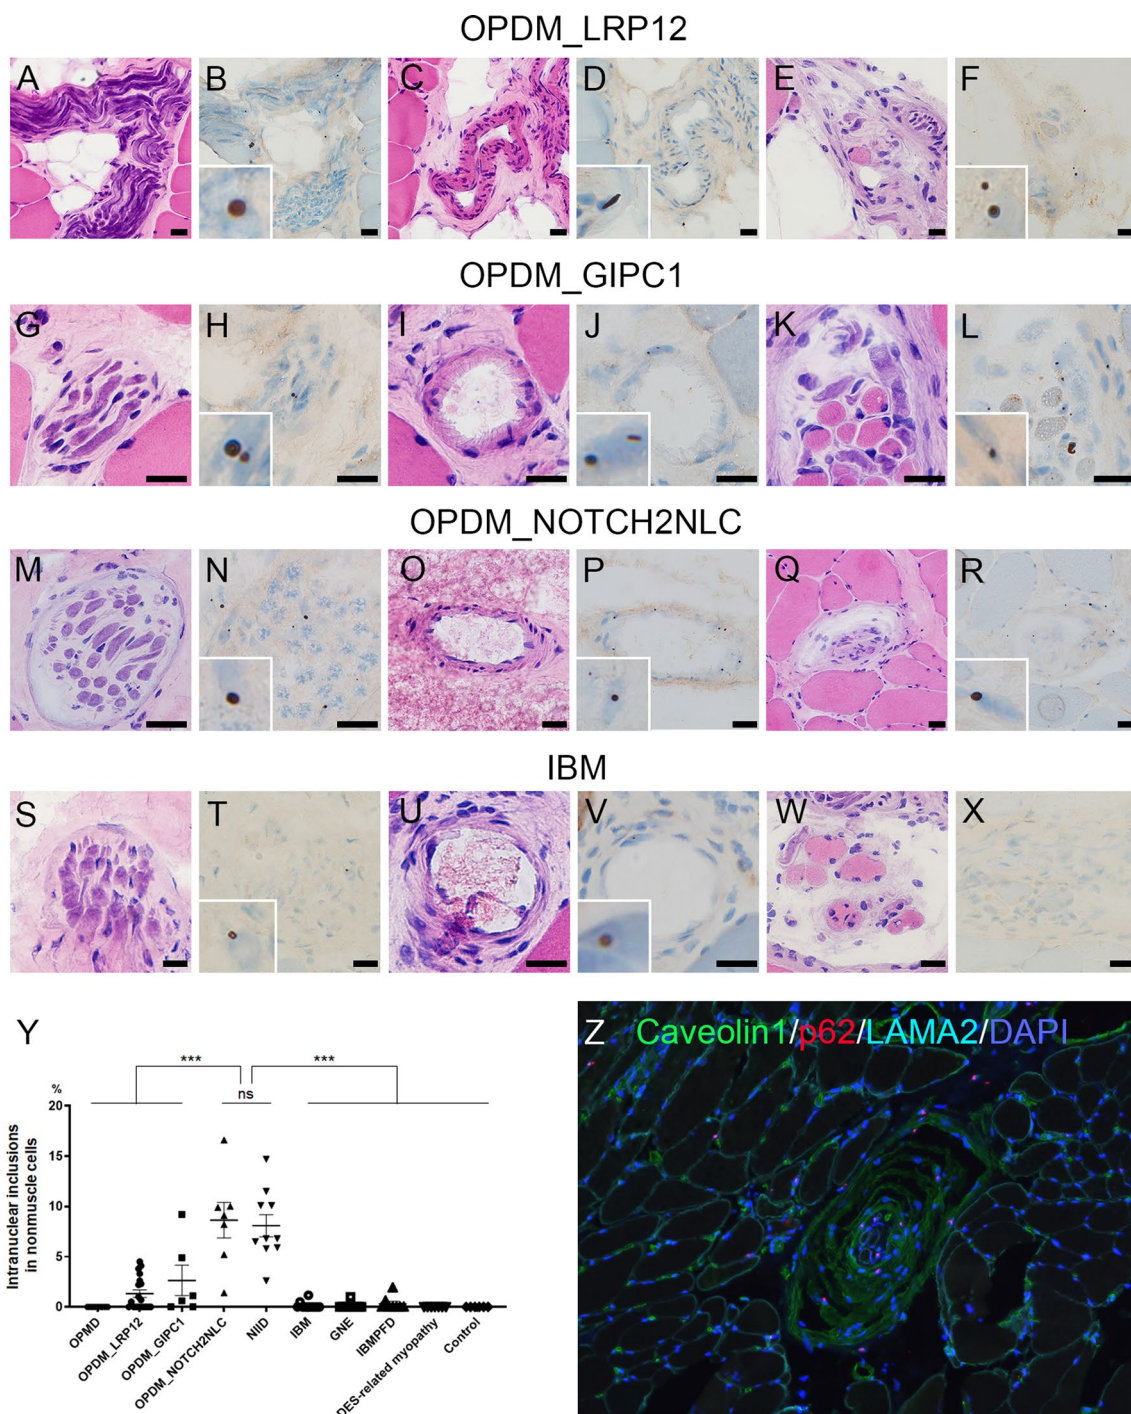 OPDM_LRP12
A B C D E F
OPDM_GIPC1
G H I J K L
OPDM_NOTCH2NLC
M N O P Q R
IBM
S T U V W X
Y
*** ***
ns
%
20
15
10
5
0
Intranuclear inclusions
in nonmuscle cells
OPMD
OPDM_LRP12
OPDM_GIPC1
OPDM_NOTCH2NLC
NIID
IBM
GNE
IBMPFD
DES-related myopathy
Control
Z Caveolin1/p62/LAMA2/DAPI